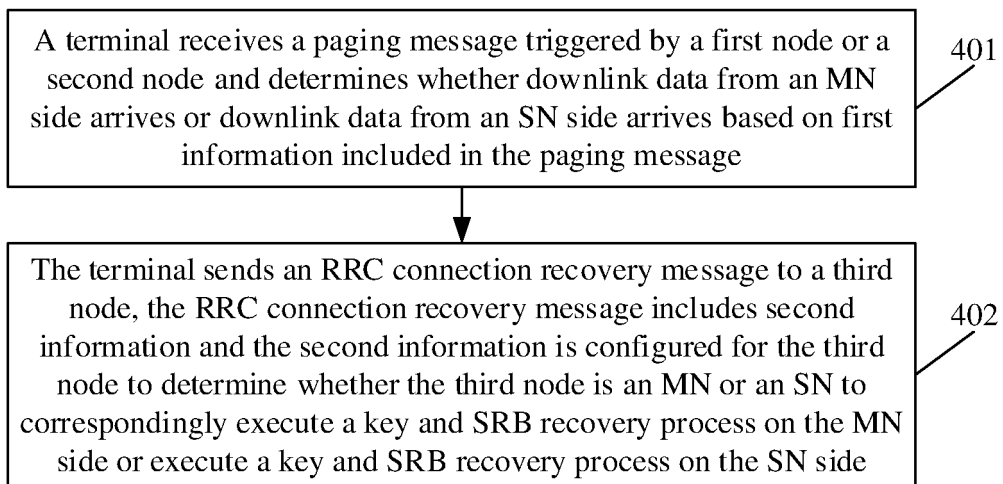 A terminal receives a paging message triggered by a first node or a
second node and determines whether downlink data from an MN
side arrives or downlink data from an SN side arrives based on first
information included in the paging message
401
The terminal sends an RRC connection recovery message to a third
node, the RRC connection recovery message includes second
information and the second information is configured for the third
node to determine whether the third node is an MN or an SN to
correspondingly execute a key and SRB recovery process on the MN
side or execute a key and SRB recovery process on the SN side
402